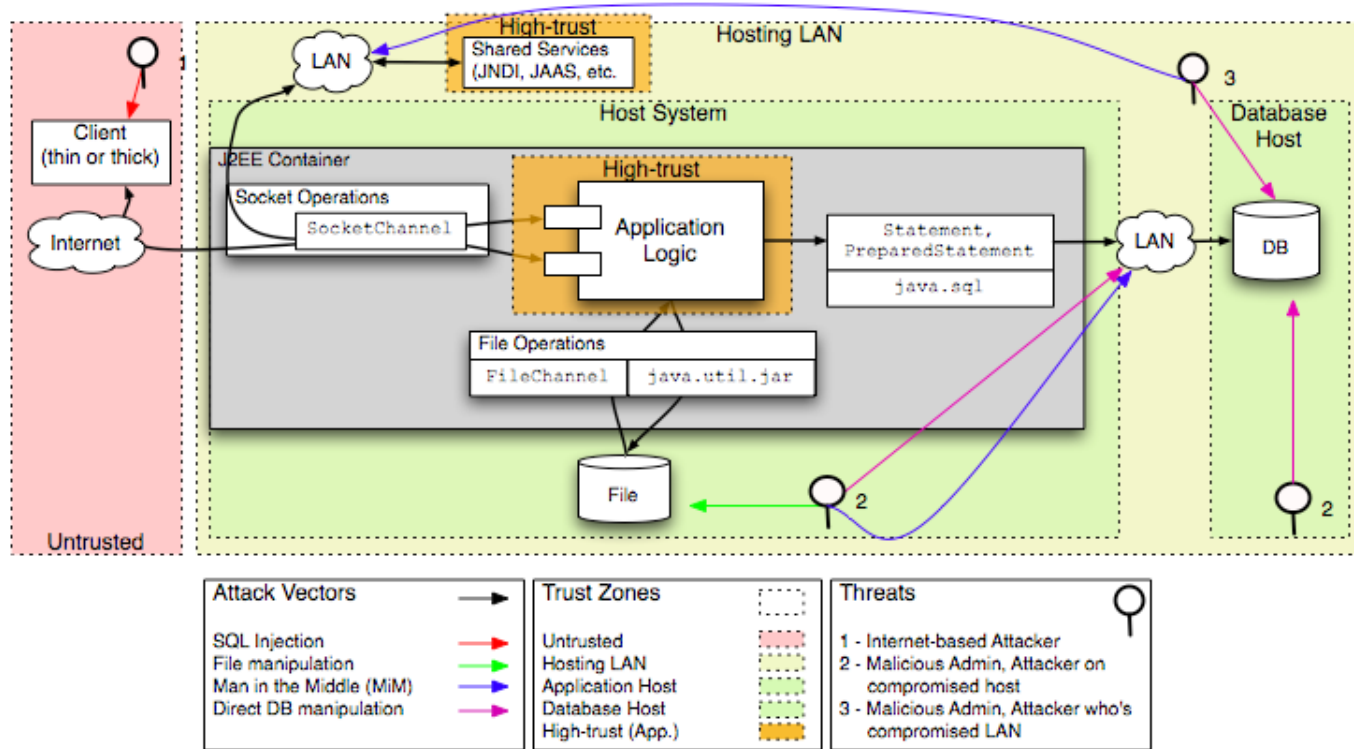 High-trust
Hosting LAN
LAN
Shared Services
(JNDI, JAAS, etc.
1
3
Client
(thin or thick)
Host System
Database
Host
J2EE Container
High-trust
Socket Operations
SocketChannel
Internet
Application
Logic
Statement,
PreparedStatement
java.sql
LAN
DB
File Operations
FileChannel
java.util.jar
File
2
2
Untrusted
Attack Vectors
SQL Injection
File manipulation
Man in the Middle (MiM)
Direct DB manipulation
Trust Zones
Untrusted
Hosting LAN
Application Host
Database Host
High-trust (App.)
Threats
1 - Internet-based Attacker
2 - Malicious Admin, Attacker on
compromised host
3 - Malicious Admin, Attacker who's
compromised LAN